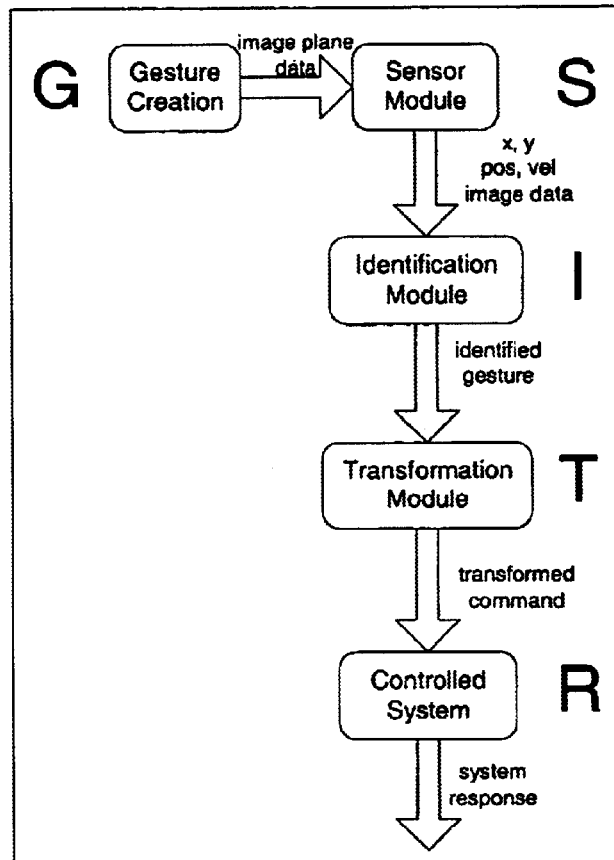 G
Gesture
Creation
image plane
data
Sensor
Module
S
x, y
pos, vel
image data
Identification
Module
I
identified
gesture
Transformation
Module
T
transformed
command
Controlled
System
R
system
response